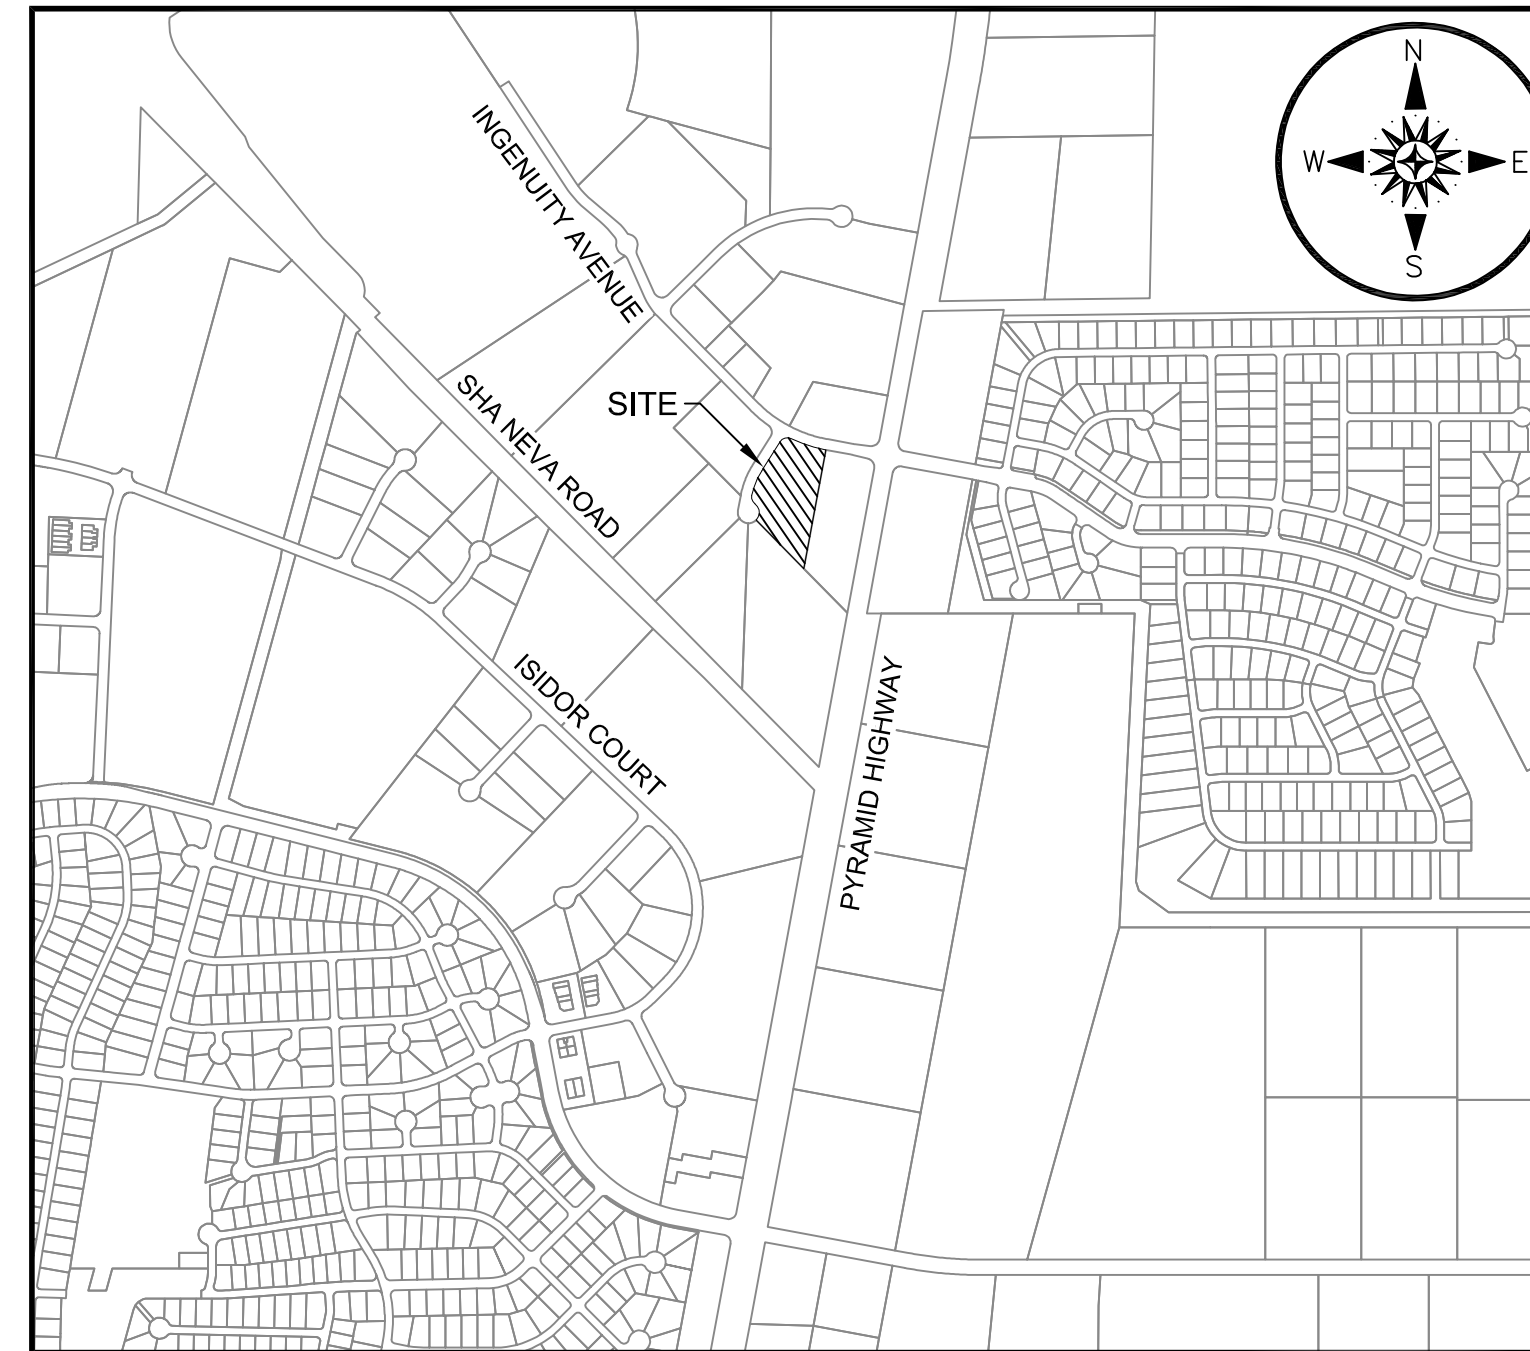 N
W
E
S
INGENUITY AVENUE
SITE
SHA NEVA ROAD
ISIDOR COURT
PYRAMID HIGHWAY